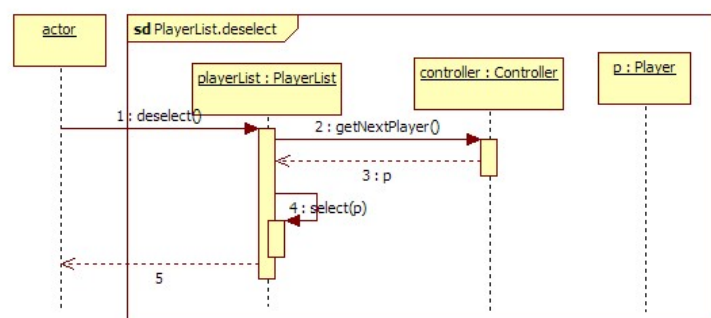 actor
sd PlayerList.deselect
playerList : PlayerList
controller : Controller
p : Player
1 : deselect()
2 : getNextPlayer()
3 : p
4 : select(p)
5